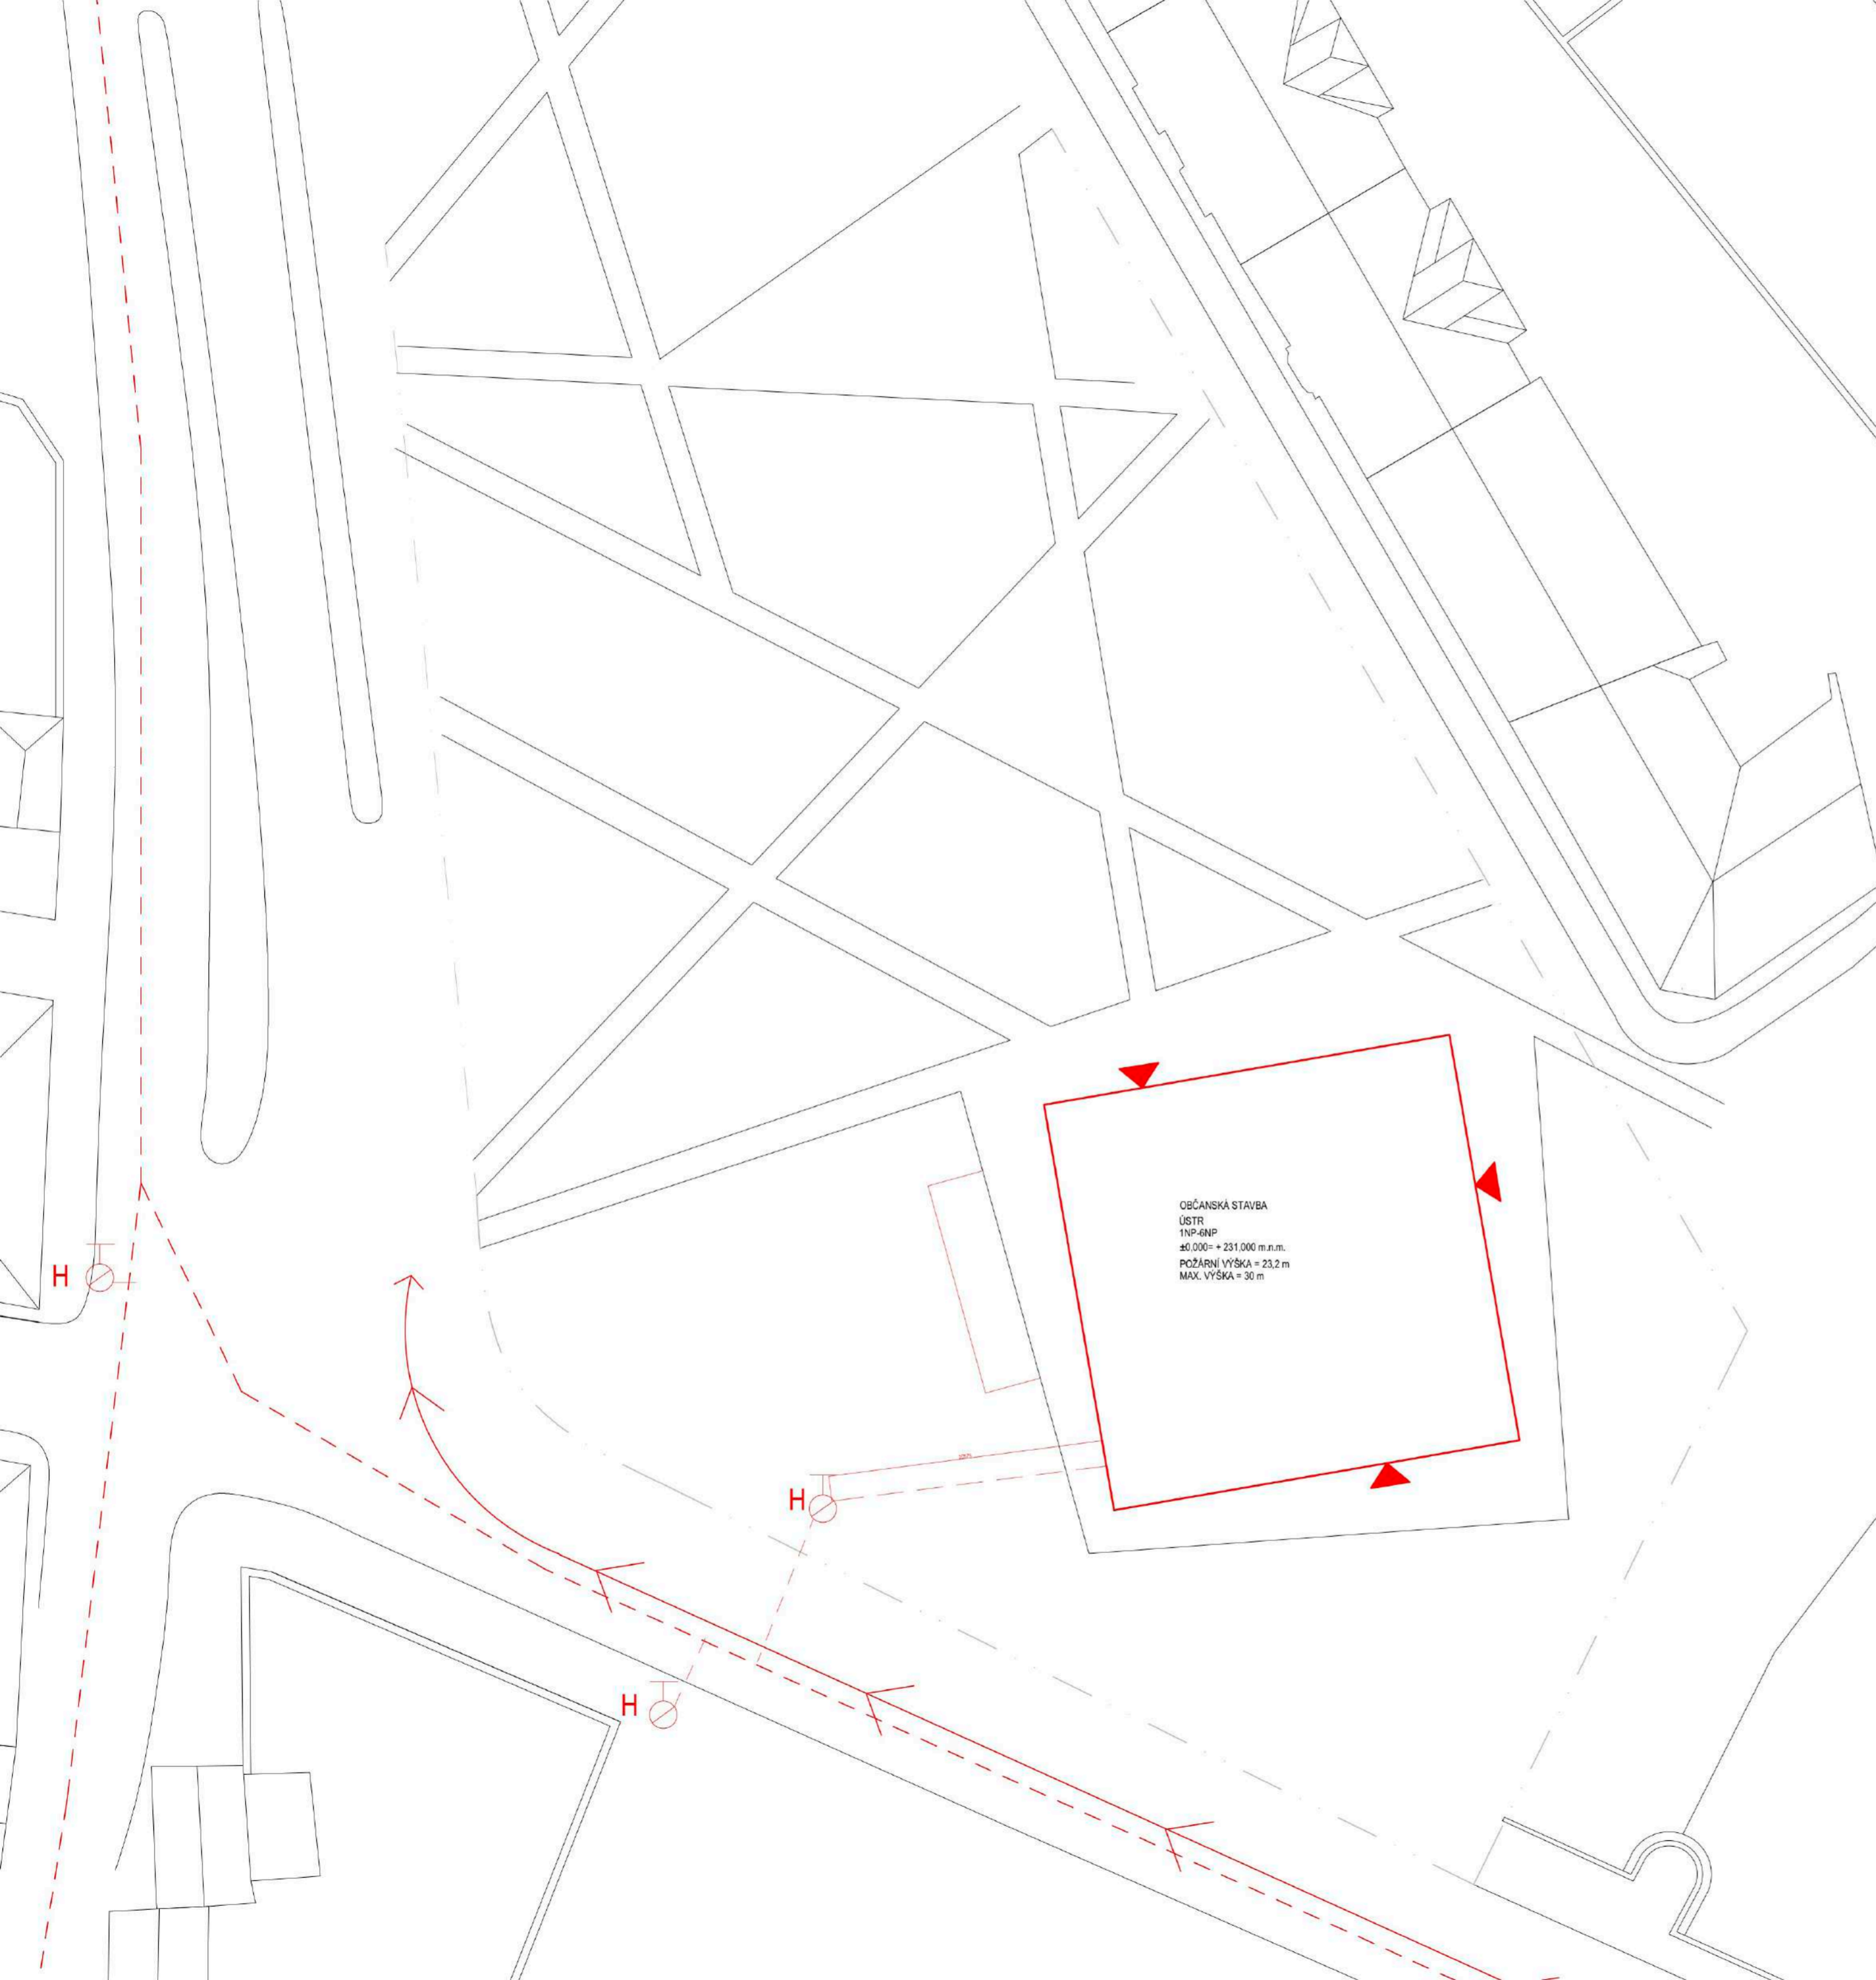 OBČANSKÁ STAVBA
ÚSTR
1NP-6NP
±0,000= + 231,000 m.n.m.
POŽÁRNÍ VÝŠKA = 23,2 m
MAX. VÝŠKA = 30 m
H
H
H